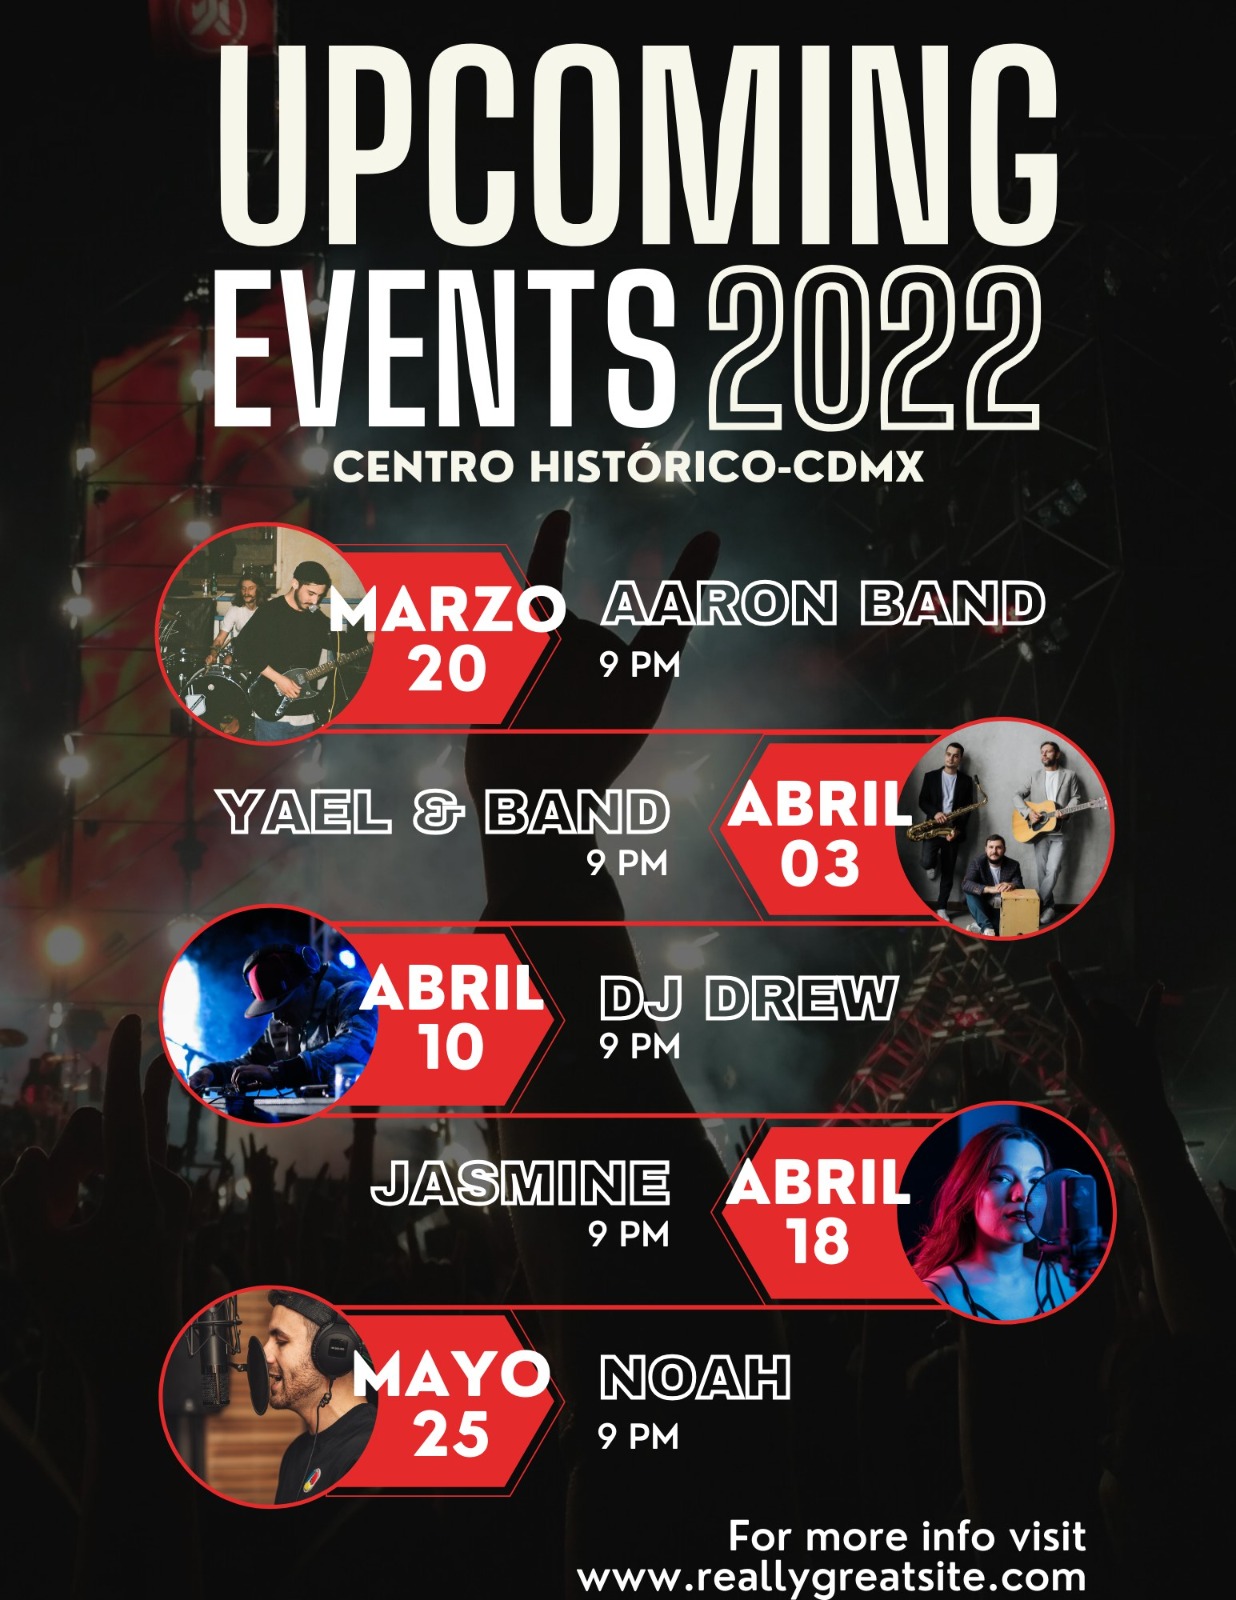 UPCOMING
EVENTS 2022
CENTRO HISTÓRICO-CDMX
MARZO
20
AARON BAND
9 PM
YAEL & BAND
9 PM
ABRIL
03
ABRIL
10
DJ DREW
9 PM
JASMINE
9 PM
ABRIL
18
MAYO
25
NOAH
9 PM
For more info visit
www.reallygreatsite.com